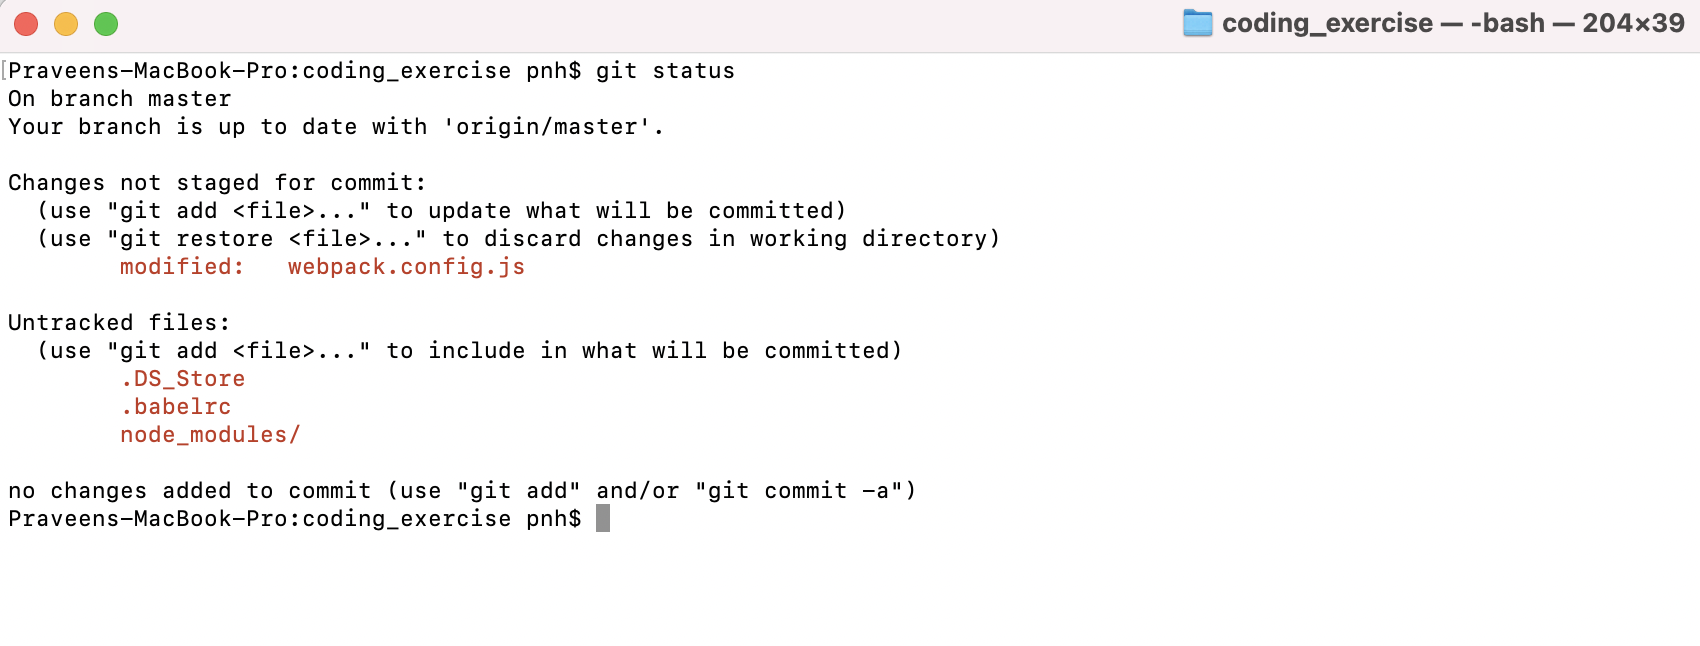 coding_exercise — -bash — 204×39
[Praveens-MacBook-Pro:coding_exercise pnh$ git status
On branch master
Your branch is up to date with 'origin/master'.
Changes not staged for commit:
  (use "git add <file>..." to update what will be committed)
  (use "git restore <file>..." to discard changes in working directory)
        modified:   webpack.config.js
Untracked files:
  (use "git add <file>..." to include in what will be committed)
        .DS_Store
        .babelrc
        node_modules/
no changes added to commit (use "git add" and/or "git commit -a")
Praveens-MacBook-Pro:coding_exercise pnh$